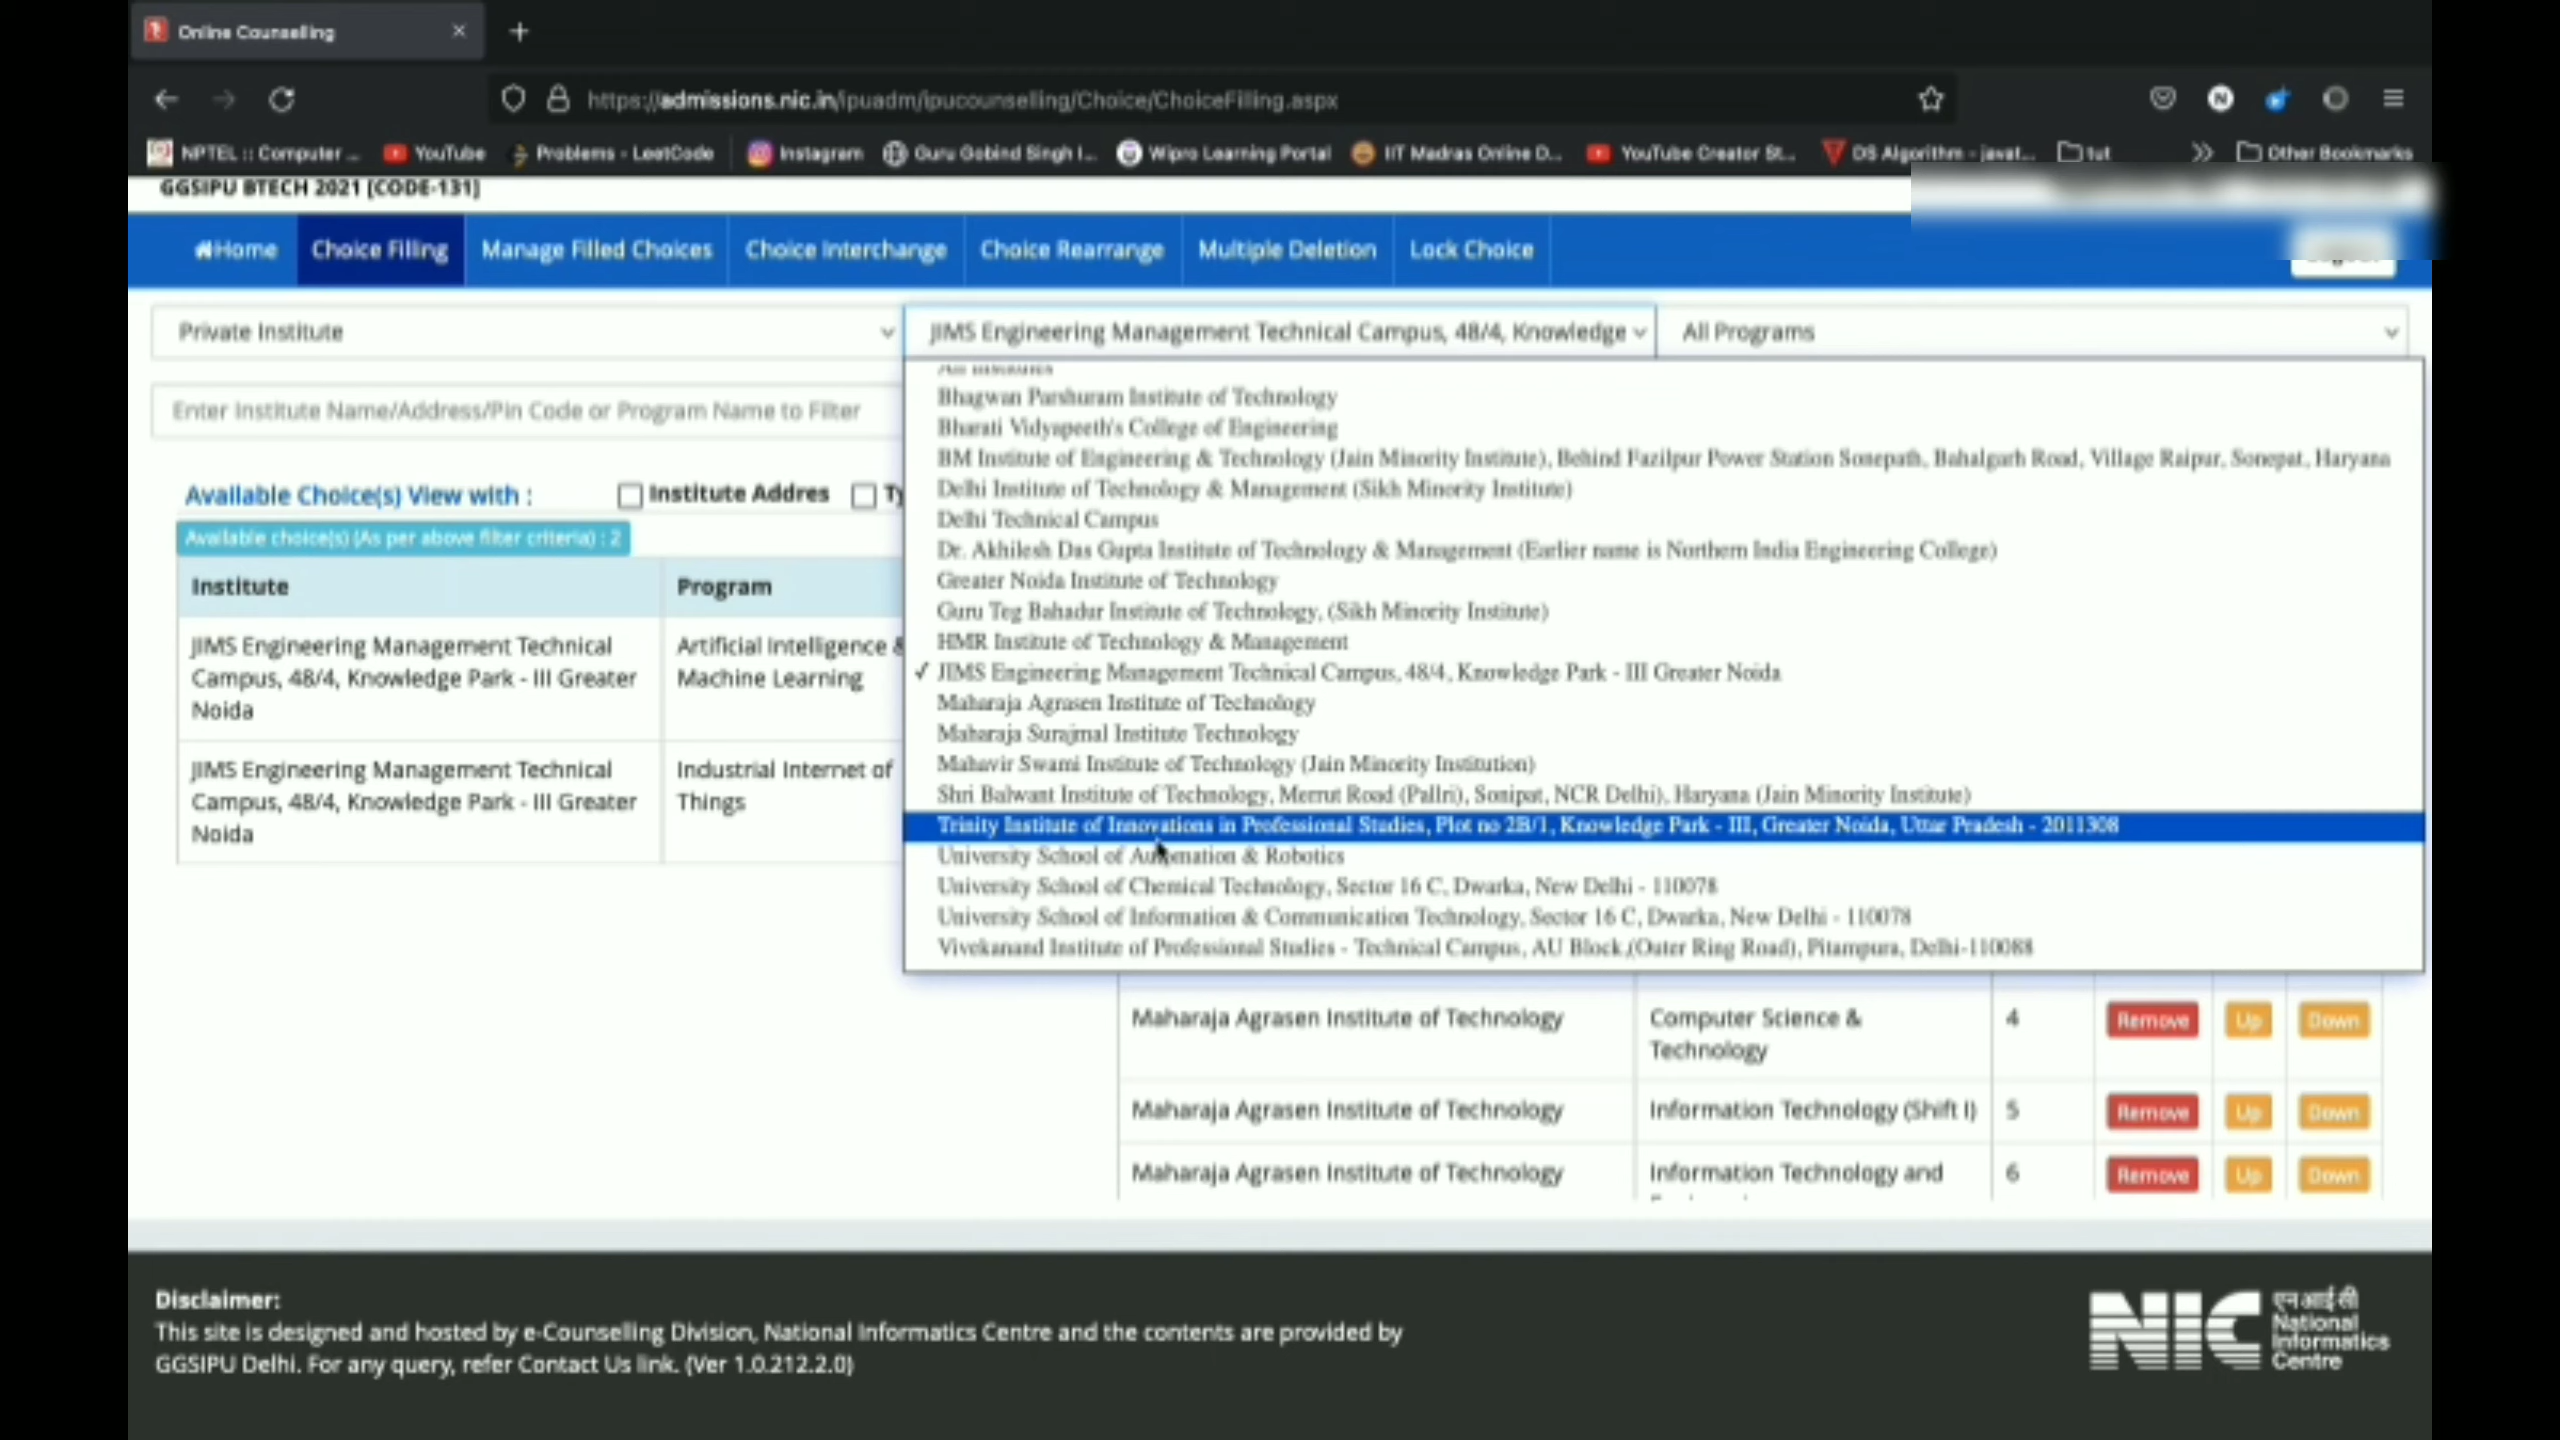 Online Counselling
https://admissions.nic.in/ipuadm/ipucounselling/Choice/ChoiceFilling.aspx
NPTEL :: Computer ... YouTube Problems - LeetCode Instagram Guru Gobind Singh I... Wipro Learning Portal IIT Madras Online D... YouTube Creator St... DS Algorithm - javat... tut Other Bookmarks
GGSIPU BTECH 2021 [CODE-131]
Home Choice Filling Manage Filled Choices Choice Interchange Choice Rearrange Multiple Deletion Lock Choice
Private Institute JIMS Engineering Management Technical Campus, 48/4, Knowledge All Programs
Enter Institute Name/Address/Pin Code or Program Name to Filter
Available Choice(s) View with : Institute Addres
Available choice(s) (As per above filter criteria) : 2
Institute Program
JIMS Engineering Management Technical
Campus, 48/4, Knowledge Park - III Greater
Noida
Artificial Intelligence &
Machine Learning
JIMS Engineering Management Technical
Campus, 48/4, Knowledge Park - III Greater
Noida
Industrial Internet of
Things
All Institutes
Bhagwan Parshuram Institute of Technology
Bharati Vidyapeeth's College of Engineering
BM Institute of Engineering & Technology (Jain Minority Institute), Behind Fazilpur Power Station Sonepath, Bahalgarh Road, Village Raipur, Sonepat, Haryana
Delhi Institute of Technology & Management (Sikh Minority Institute)
Delhi Technical Campus
Dr. Akhilesh Das Gupta Institute of Technology & Management (Earlier name is Northern India Engineering College)
Greater Noida Institute of Technology
Guru Teg Bahadur Institute of Technology, (Sikh Minority Institute)
HMR Institute of Technology & Management
✓ JIMS Engineering Management Technical Campus, 48/4, Knowledge Park - III Greater Noida
Maharaja Agrasen Institute of Technology
Maharaja Surajmal Institute Technology
Mahavir Swami Institute of Technology (Jain Minority Institution)
Shri Balwant Institute of Technology, Merrut Road (Pallri), Sonipat, NCR Delhi), Haryana (Jain Minority Institute)
Trinity Institute of Innovations in Professional Studies, Plot no 2B/1, Knowledge Park - III, Greater Noida, Uttar Pradesh - 2011308
University School of Automation & Robotics
University School of Chemical Technology, Sector 16 C, Dwarka, New Delhi - 110078
University School of Information & Communication Technology, Sector 16 C, Dwarka, New Delhi - 110078
Vivekanand Institute of Professional Studies - Technical Campus, AU Block,(Outer Ring Road), Pitampura, Delhi-110088
Maharaja Agrasen Institute of Technology Computer Science & 4 Remove Up Down
Technology
Maharaja Agrasen Institute of Technology Information Technology (Shift I) 5 Remove Up Down
Maharaja Agrasen Institute of Technology Information Technology and 6 Remove Up Down
Disclaimer:
This site is designed and hosted by e-Counselling Division, National Informatics Centre and the contents are provided by
GGSIPU Delhi. For any query, refer Contact Us link. (Ver 1.0.212.2.0)
NIC
एन आई सी
National
Informatics
Centre